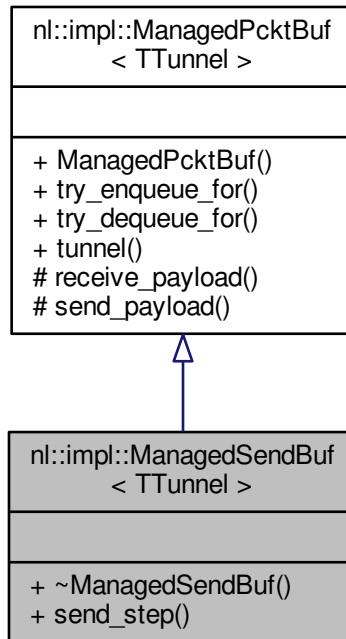 nl::impl::ManagedPcktBuf
< TTunnel >
+ ManagedPcktBuf()
+ try_enqueue_for()
+ try_dequeue_for()
+ tunnel()
# receive_payload()
# send_payload()
nl::impl::ManagedSendBuf
< TTunnel >
+ ~ManagedSendBuf()
+ send_step()